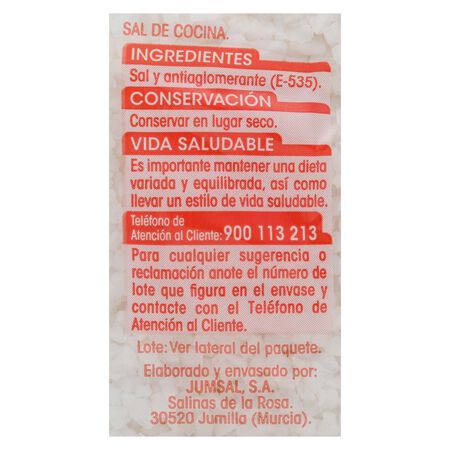 SAL DE COCINA.
INGREDIENTES
Sal y antiaglomerante (E-535).
CONSERVACIÓN
Conservar en lugar seco.
VIDA SALUDABLE
Es importante mantener una dieta
variada y equilibrada, así como
llevar un estilo de vida saludable.
Teléfono de
Atención al Cliente: 900 113 213
Para cualquier sugerencia o
reclamación anote el número de
lote que figura en el envase y
contacte con el Teléfono de
Atención al Cliente.
Lote: Ver lateral del paquete.
Elaborado y envasado por:
JUMSAL, S.A.
Salinas de la Rosa.
30520 Jumilla (Murcia).